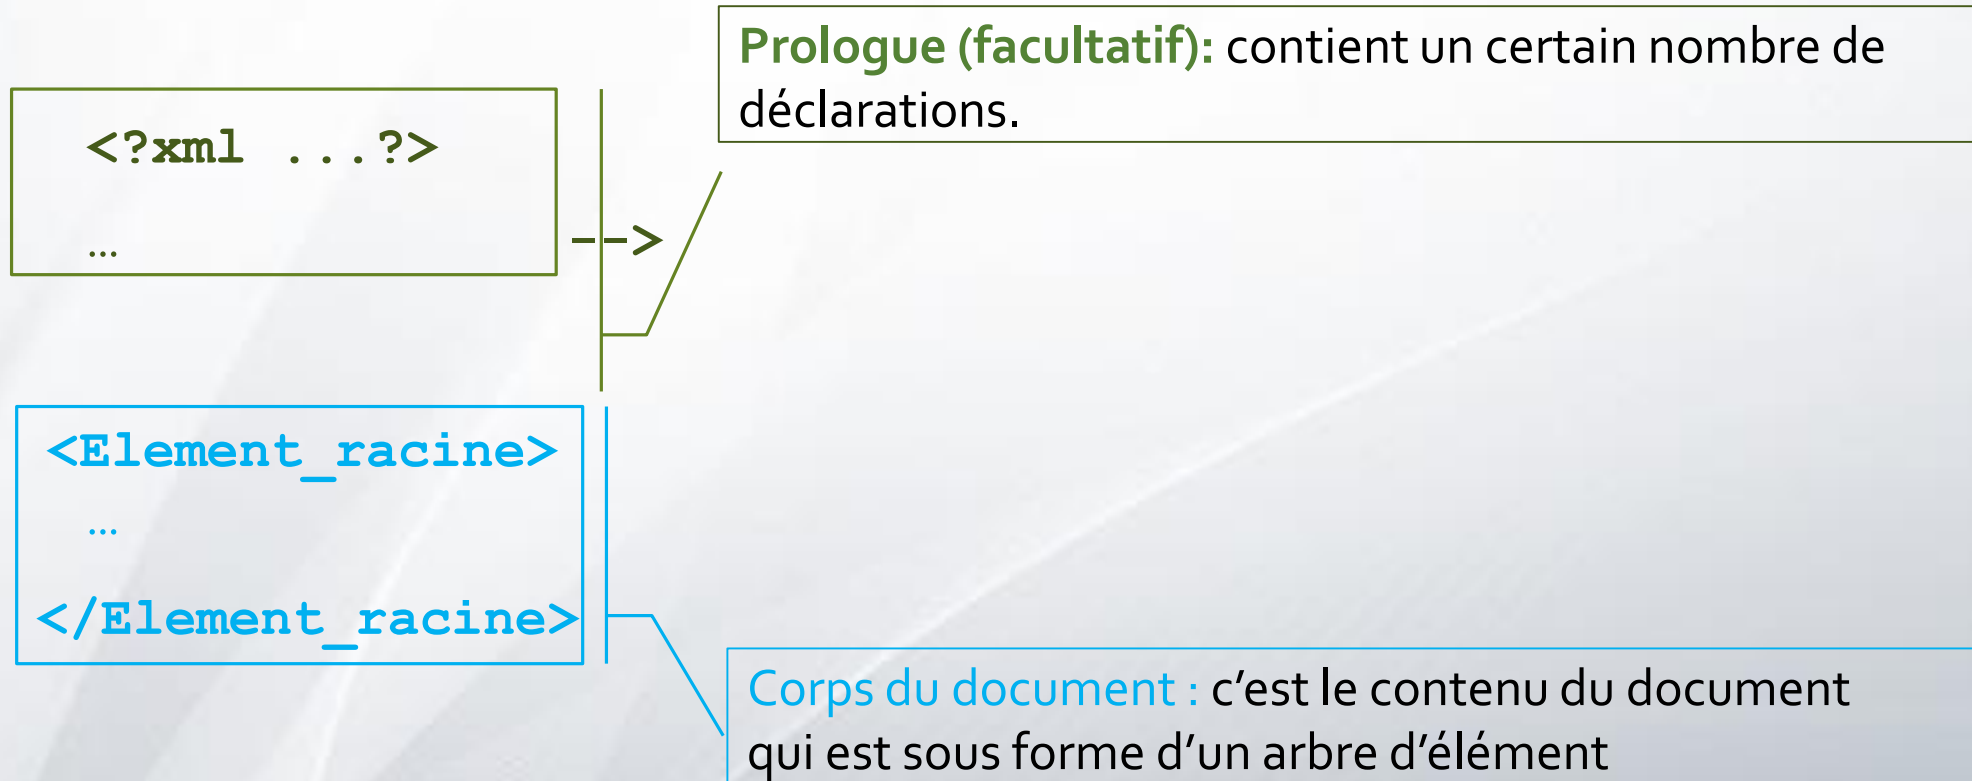 Prologue (facultatif): contient un certain nombre de
déclarations.
<?xml ...?>
...
-->
<Element_racine>
...
</Element_racine>
Corps du document : c’est le contenu du document
qui est sous forme d’un arbre d’élément